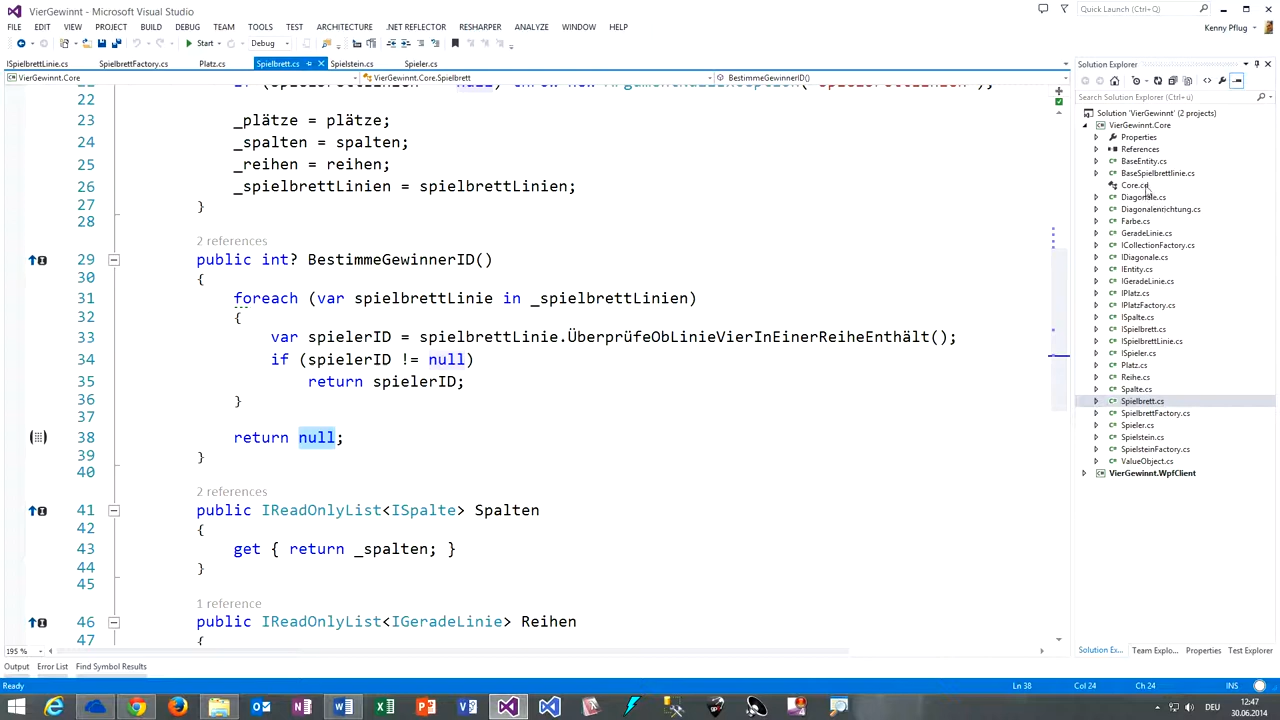 VierGewinnt - Microsoft Visual Studio
Quick Launch (Ctrl+Q)
FILE EDIT VIEW PROJECT BUILD DEBUG TEAM TOOLS TEST ARCHITECTURE .NET REFLECTOR RESHARPER ANALYZE WINDOW HELP
Kenny Pflug
Start Debug
ISpielbrettLinie.cs SpielbrettFactory.cs Platz.cs Spielbrett.cs Spielstein.cs Spieler.cs
VierGewinnt.Core VierGewinnt.Core.Spielbrett BestimmeGewinnerID()
22
23 _plätze = plätze;
24 _spalten = spalten;
25 _reihen = reihen;
26 _spielbrettLinien = spielbrettLinien;
27 }
28
2 references
29 public int? BestimmeGewinnerID()
30 {
31 foreach (var spielbrettLinie in _spielbrettLinien)
32 {
33 var spielerID = spielbrettLinie.ÜberprüfeObLinieVierInEinerReiheEnthält();
34 if (spielerID != null)
35 return spielerID;
36 }
37
38 return null;
39 }
40
2 references
41 public IReadOnlyList<ISpalte> Spalten
42 {
43 get { return _spalten; }
44 }
45
1 reference
46 public IReadOnlyList<IGeradeLinie> Reihen
47 {
195 %
Solution Explorer
Search Solution Explorer (Ctrl+ü)
Solution 'VierGewinnt' (2 projects)
VierGewinnt.Core
Properties
References
BaseEntity.cs
BaseSpielbrettlinie.cs
Core.cd
Diagonale.cs
Diagonalenrichtung.cs
Farbe.cs
GeradeLinie.cs
ICollectionFactory.cs
IDiagonale.cs
IEntity.cs
IGeradeLinie.cs
IPlatz.cs
IPlatzFactory.cs
ISpalte.cs
ISpielbrett.cs
ISpielbrettLinie.cs
ISpieler.cs
Platz.cs
Reihe.cs
Spalte.cs
Spielbrett.cs
SpielbrettFactory.cs
Spieler.cs
Spielstein.cs
SpielsteinFactory.cs
ValueObject.cs
VierGewinnt.WpfClient
Solution Ex... Team Explo... Properties Test Explorer
Output Error List Find Symbol Results
Ready Ln 38 Col 24 Ch 24 INS
DEU 12:47
30.06.2014